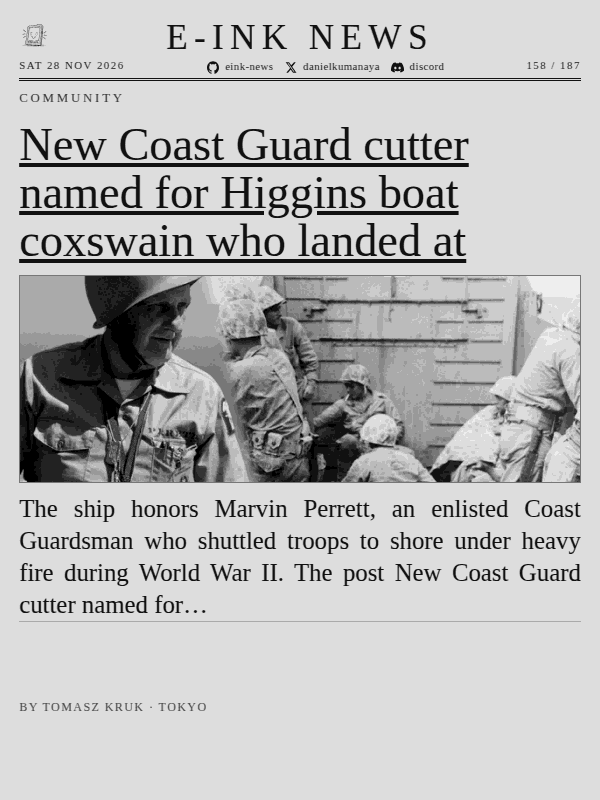 E-INK NEWS
SAT 28 NOV 2026
eink-news
danielkumanaya
discord
158 / 187
COMMUNITY
New Coast Guard cutter
named for Higgins boat
coxswain who landed at
The ship honors Marvin Perrett, an enlisted Coast
Guardsman who shuttled troops to shore under heavy
fire during World War II. The post New Coast Guard
cutter named for…
BY TOMASZ KRUK · TOKYO